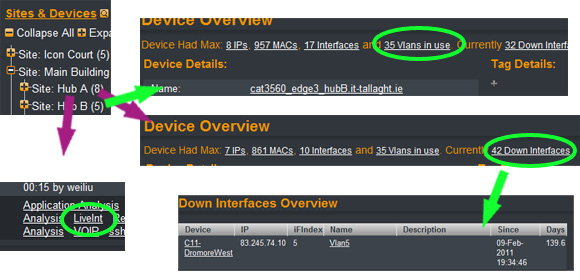 Sites & Devices
Collapse All Expa
Site: Icon Court (5)
Site: Main Building
Site: Hub A (8)
Site: Hub B (5)
Device Overview
Device Had Max: 8 IPs, 957 MACs, 17 Interfaces and 35 Vlans in use. Currently 32 Down Interfaces
Device Details:
Tag Details:
Name:
cat3560_edge3_hubB.it-tallaght.ie
+
Device Overview
Device Had Max: 7 IPs, 861 MACs, 10 Interfaces and 35 Vlans in use. Currently 42 Down Interfaces
00:15 by weiliu
Application Analysis
Analysis LiveInt Re
Analysis VOIP ssh
Down Interfaces Overview
Device IP ifIndex Name Description Since Days
C11-DromoreWest 83.245.74.10 5 Vlan5 09-Feb-2011 19:34:46 139.6